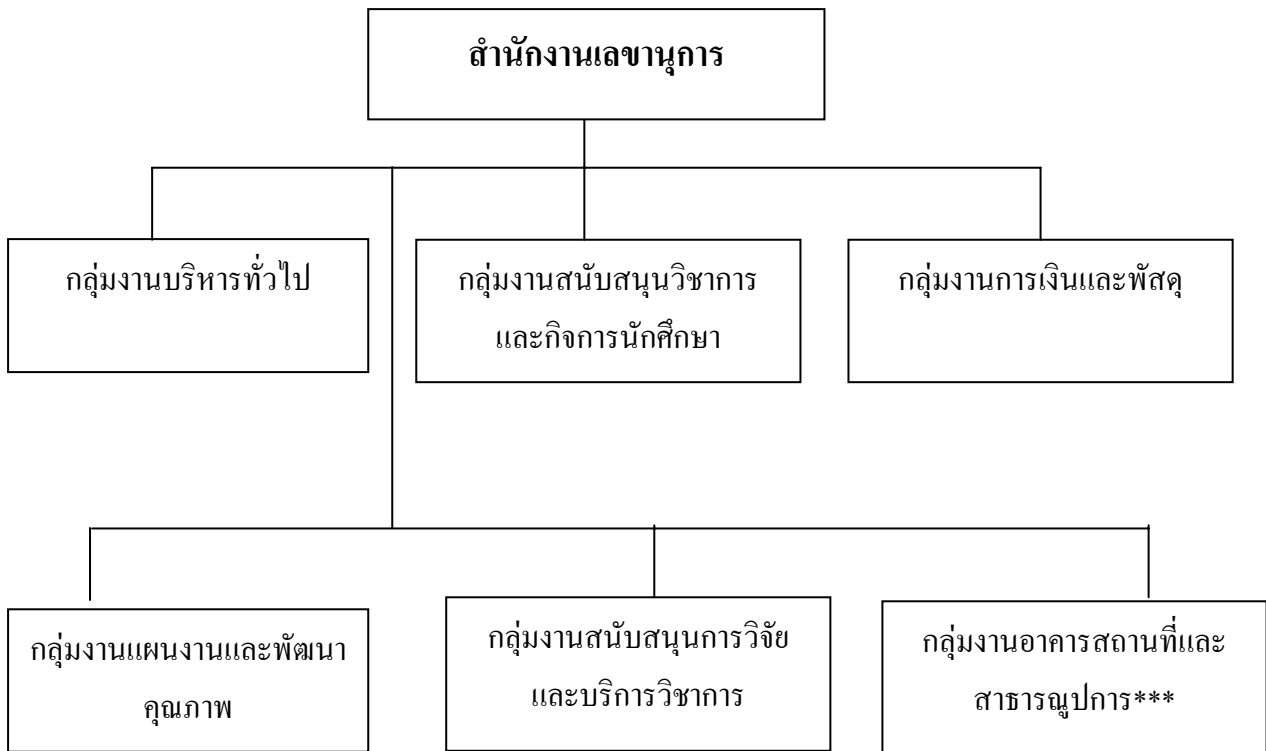 สำนักงานเลขานุการ
กลุ่มงานบริหารทั่วไป
กลุ่มงานสนับสนุนวิชาการ
และกิจการนักศึกษา
กลุ่มงานการเงินและพัสดุ
กลุ่มงานแผนงานและพัฒนา
คุณภาพ
กลุ่มงานสนับสนุนการวิจัย
และบริการวิชาการ
กลุ่มงานอาคารสถานที่และ
สาธารณูปการ***